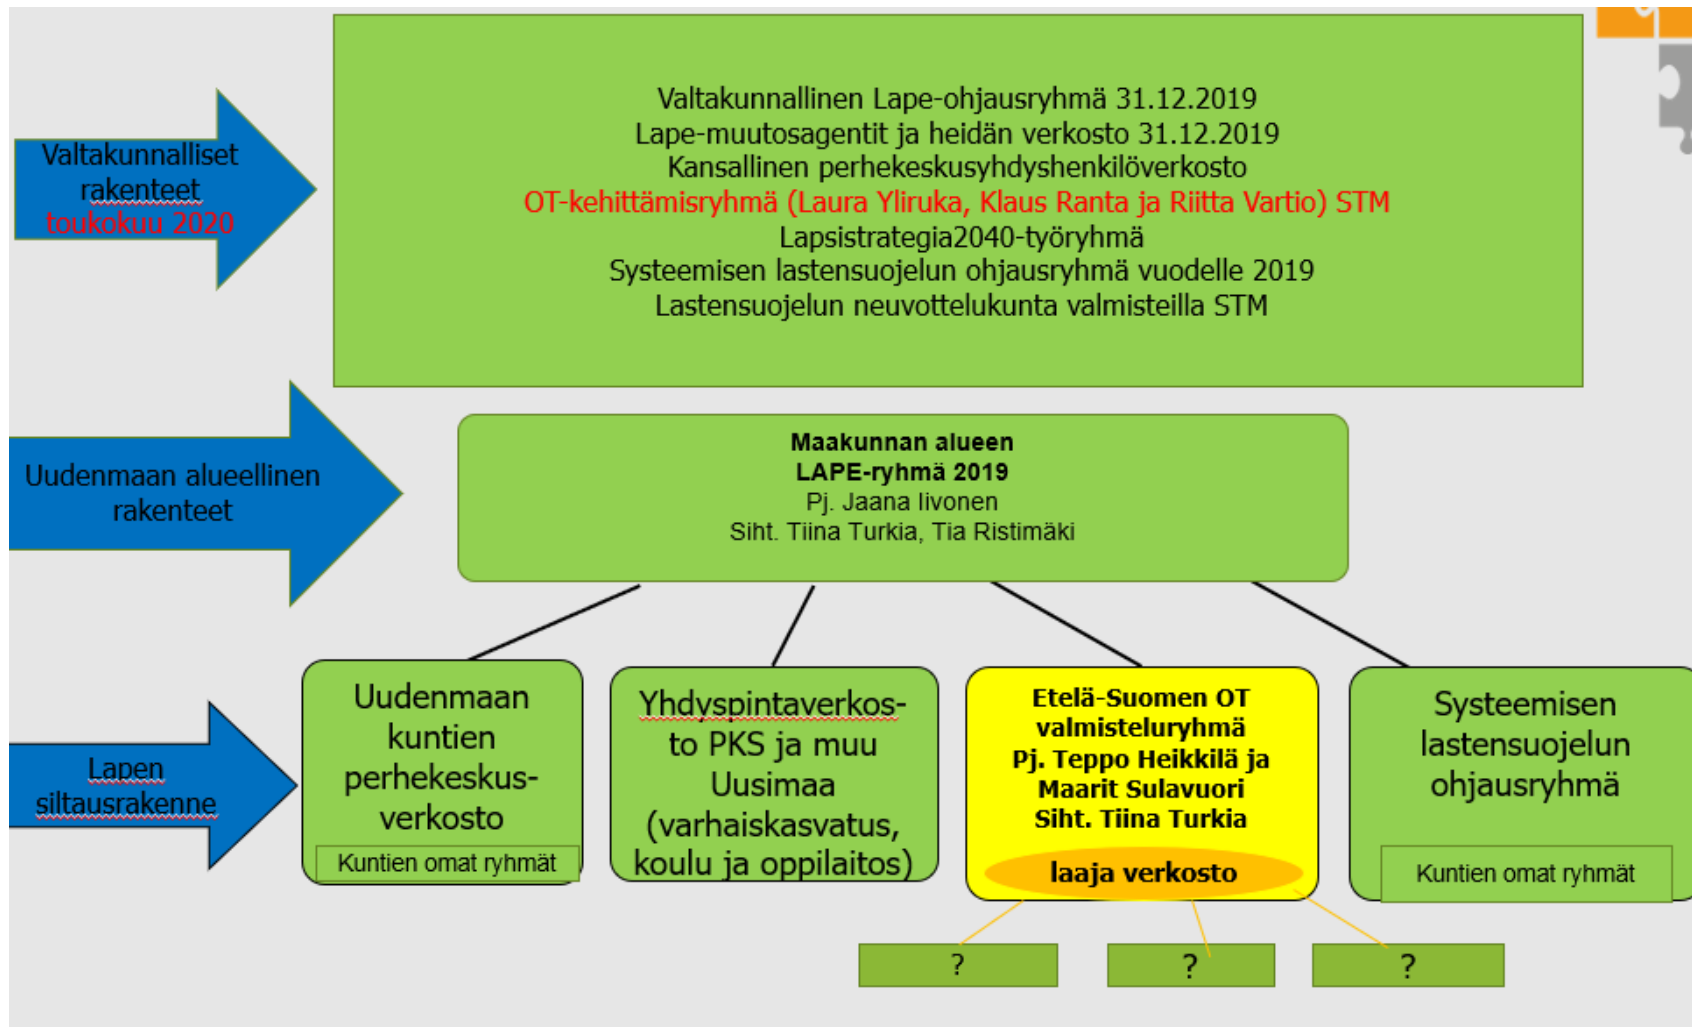 Valtakunnalliset
rakenteet
toukokuu 2020
Valtakunnallinen Lape-ohjausryhmä 31.12.2019
Lape-muutosagentit ja heidän verkosto 31.12.2019
Kansallinen perhekeskusyhdyshenkilöverkosto
OT-kehittämisryhmä (Laura Yliruka, Klaus Ranta ja Riitta Vartio) STM
Lapsistrategia2040-työryhmä
Systeemisen lastensuojelun ohjausryhmä vuodelle 2019
Lastensuojelun neuvottelukunta valmisteilla STM
Uudenmaan alueellinen
rakenteet
Maakunnan alueen
LAPE-ryhmä 2019
Pj. Jaana Iivonen
Siht. Tiina Turkia, Tia Ristimäki
Lapen
siltausrakenne
Uudenmaan
kuntien
perhekeskus-
verkosto
Kuntien omat ryhmät
Yhdyspintaverkos-
to PKS ja muu
Uusimaa
(varhaiskasvatus,
koulu ja oppilaitos)
Etelä-Suomen OT
valmisteluryhmä
Pj. Teppo Heikkilä ja
Maarit Sulavuori
Siht. Tiina Turkia
laaja verkosto
Systeemisen
lastensuojelun
ohjausryhmä
Kuntien omat ryhmät
?
?
?